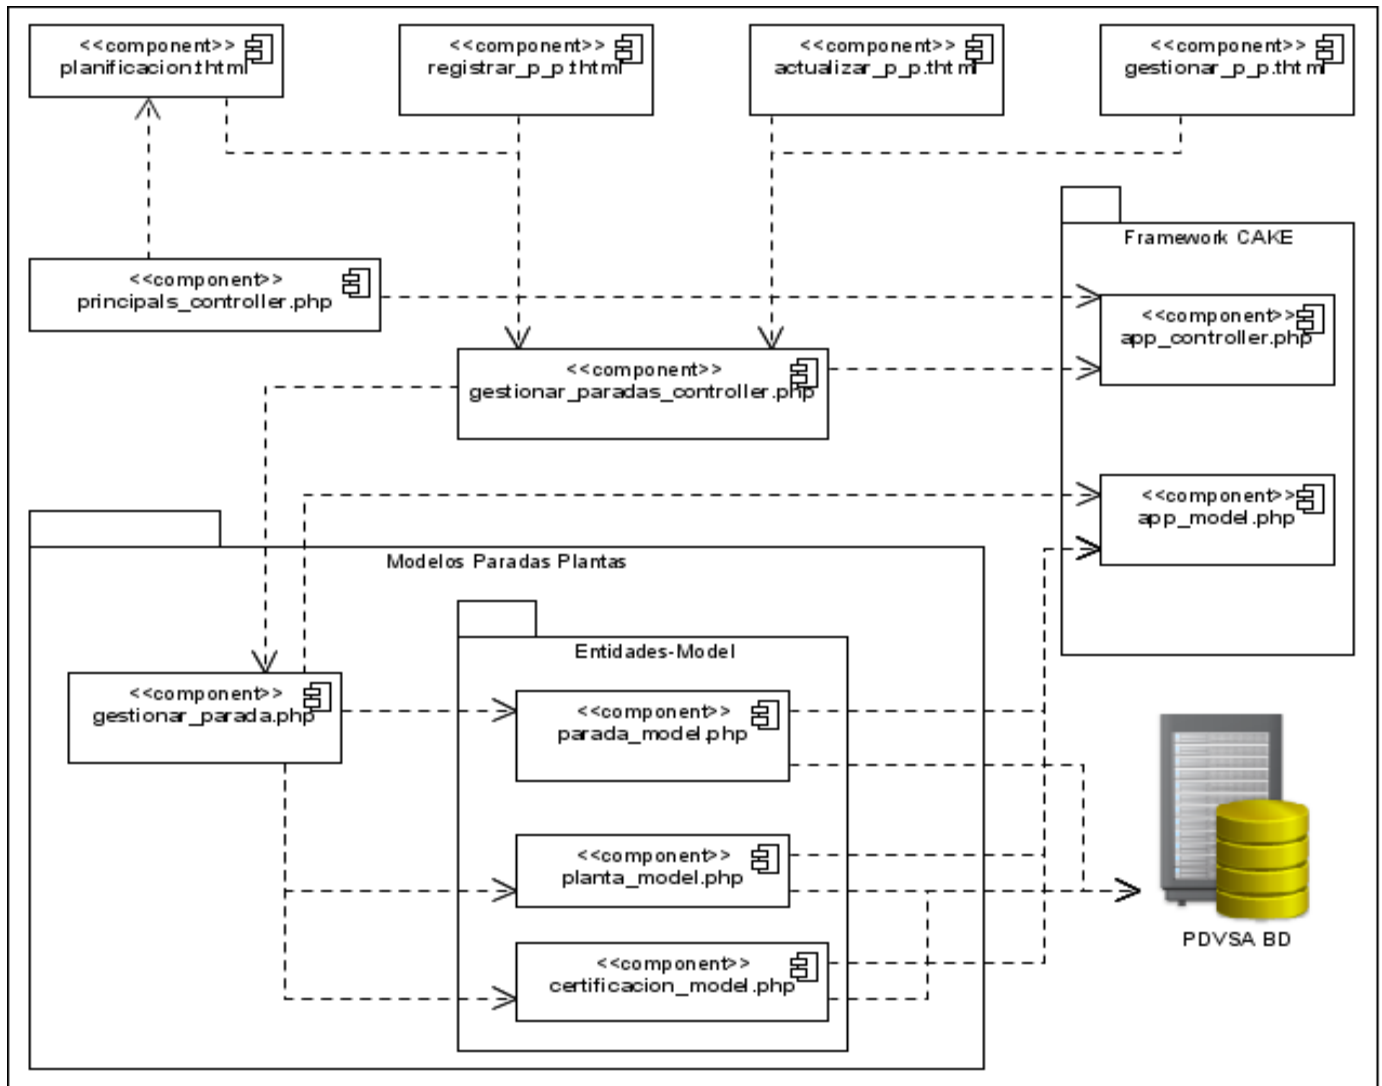 <<component>>
planificacion.thtml
<<component>>
registrar_p_p.thtml
<<component>>
actualizar_p_p.thtml
<<component>>
gestionar_p_p.thtml
Framework CAKE
<<component>>
principals_controller.php
<<component>>
app_controller.php
<<component>>
gestionar_paradas_controller.php
<<component>>
app_model.php
Modelos Paradas Plantas
Entidades-Model
<<component>>
gestionar_parada.php
<<component>>
parada_model.php
<<component>>
planta_model.php
<<component>>
certificacion_model.php
PDVSA BD